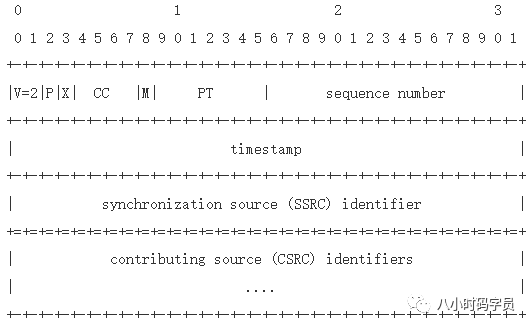 0                   1                   2                   3
0 1 2 3 4 5 6 7 8 9 0 1 2 3 4 5 6 7 8 9 0 1 2 3 4 5 6 7 8 9 0 1
+-+-+-+-+-+-+-+-+-+-+-+-+-+-+-+-+-+-+-+-+-+-+-+-+-+-+-+-+-+-+-+-+
|V=2|P|X|  CC   |M|     PT      |       sequence number         |
+-+-+-+-+-+-+-+-+-+-+-+-+-+-+-+-+-+-+-+-+-+-+-+-+-+-+-+-+-+-+-+-+
|                           timestamp                           |
+-+-+-+-+-+-+-+-+-+-+-+-+-+-+-+-+-+-+-+-+-+-+-+-+-+-+-+-+-+-+-+-+
|           synchronization source (SSRC) identifier            |
+=+=+=+=+=+=+=+=+=+=+=+=+=+=+=+=+=+=+=+=+=+=+=+=+=+=+=+=+=+=+=+=+
|            contributing source (CSRC) identifiers             |
|                             ....                              |
+-+-+-+-+-+-+-+-+-+-+-+-+-+-+-+-+-+-+-+-+-+-+-+-+-+-+-+-+-+-+-+-+
八小时码字员